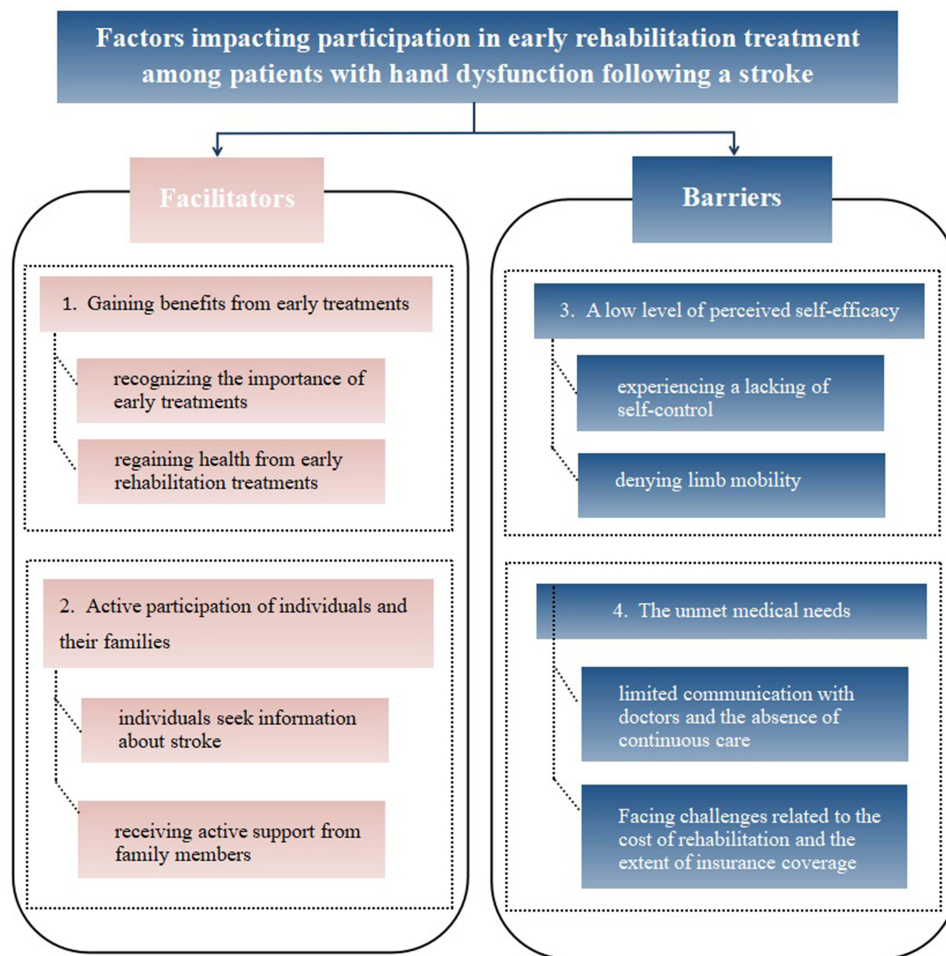 Factors impacting participation in early rehabilitation treatment
among patients with hand dysfunction following a stroke
Facilitators
1. Gaining benefits from early treatments
recognizing the importance of
early treatments
regaining health from early
rehabilitation treatments
2. Active participation of individuals and
their families
individuals seek information
about stroke
receiving active support from
family members
Barriers
3. A low level of perceived self-efficacy
experiencing a lacking of
self-control
denying limb mobility
4. The unmet medical needs
limited communication with
doctors and the absence of
continuous care
Facing challenges related to the
cost of rehabilitation and the
extent of insurance coverage